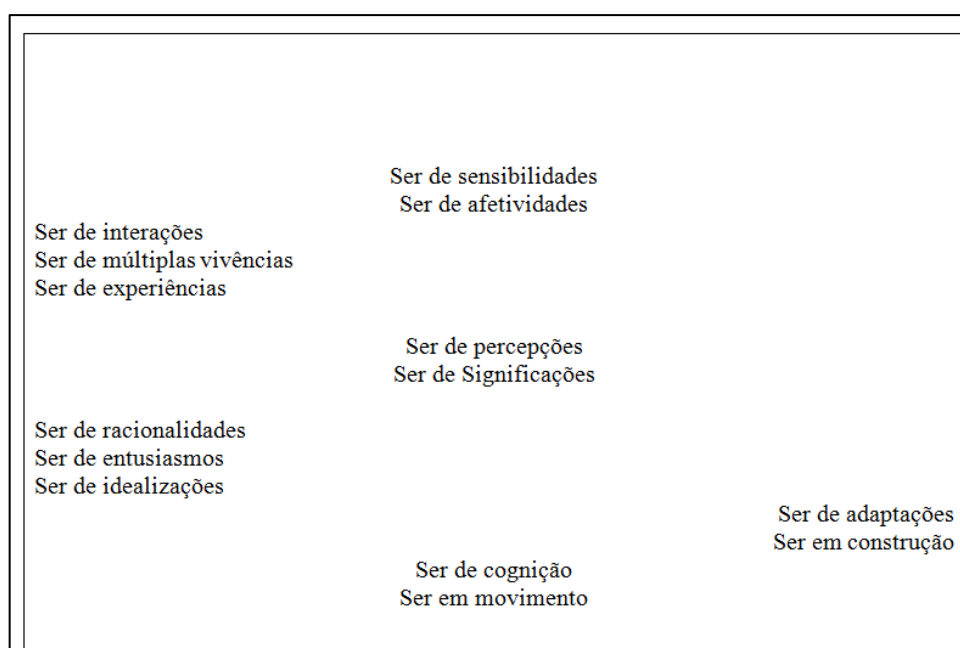 Ser de sensibilidades
Ser de afetividades
Ser de interações
Ser de múltiplas vivências
Ser de experiências
Ser de percepções
Ser de Significações
Ser de racionalidades
Ser de entusiasmos
Ser de idealizações
Ser de adaptações
Ser em construção
Ser de cognição
Ser em movimento